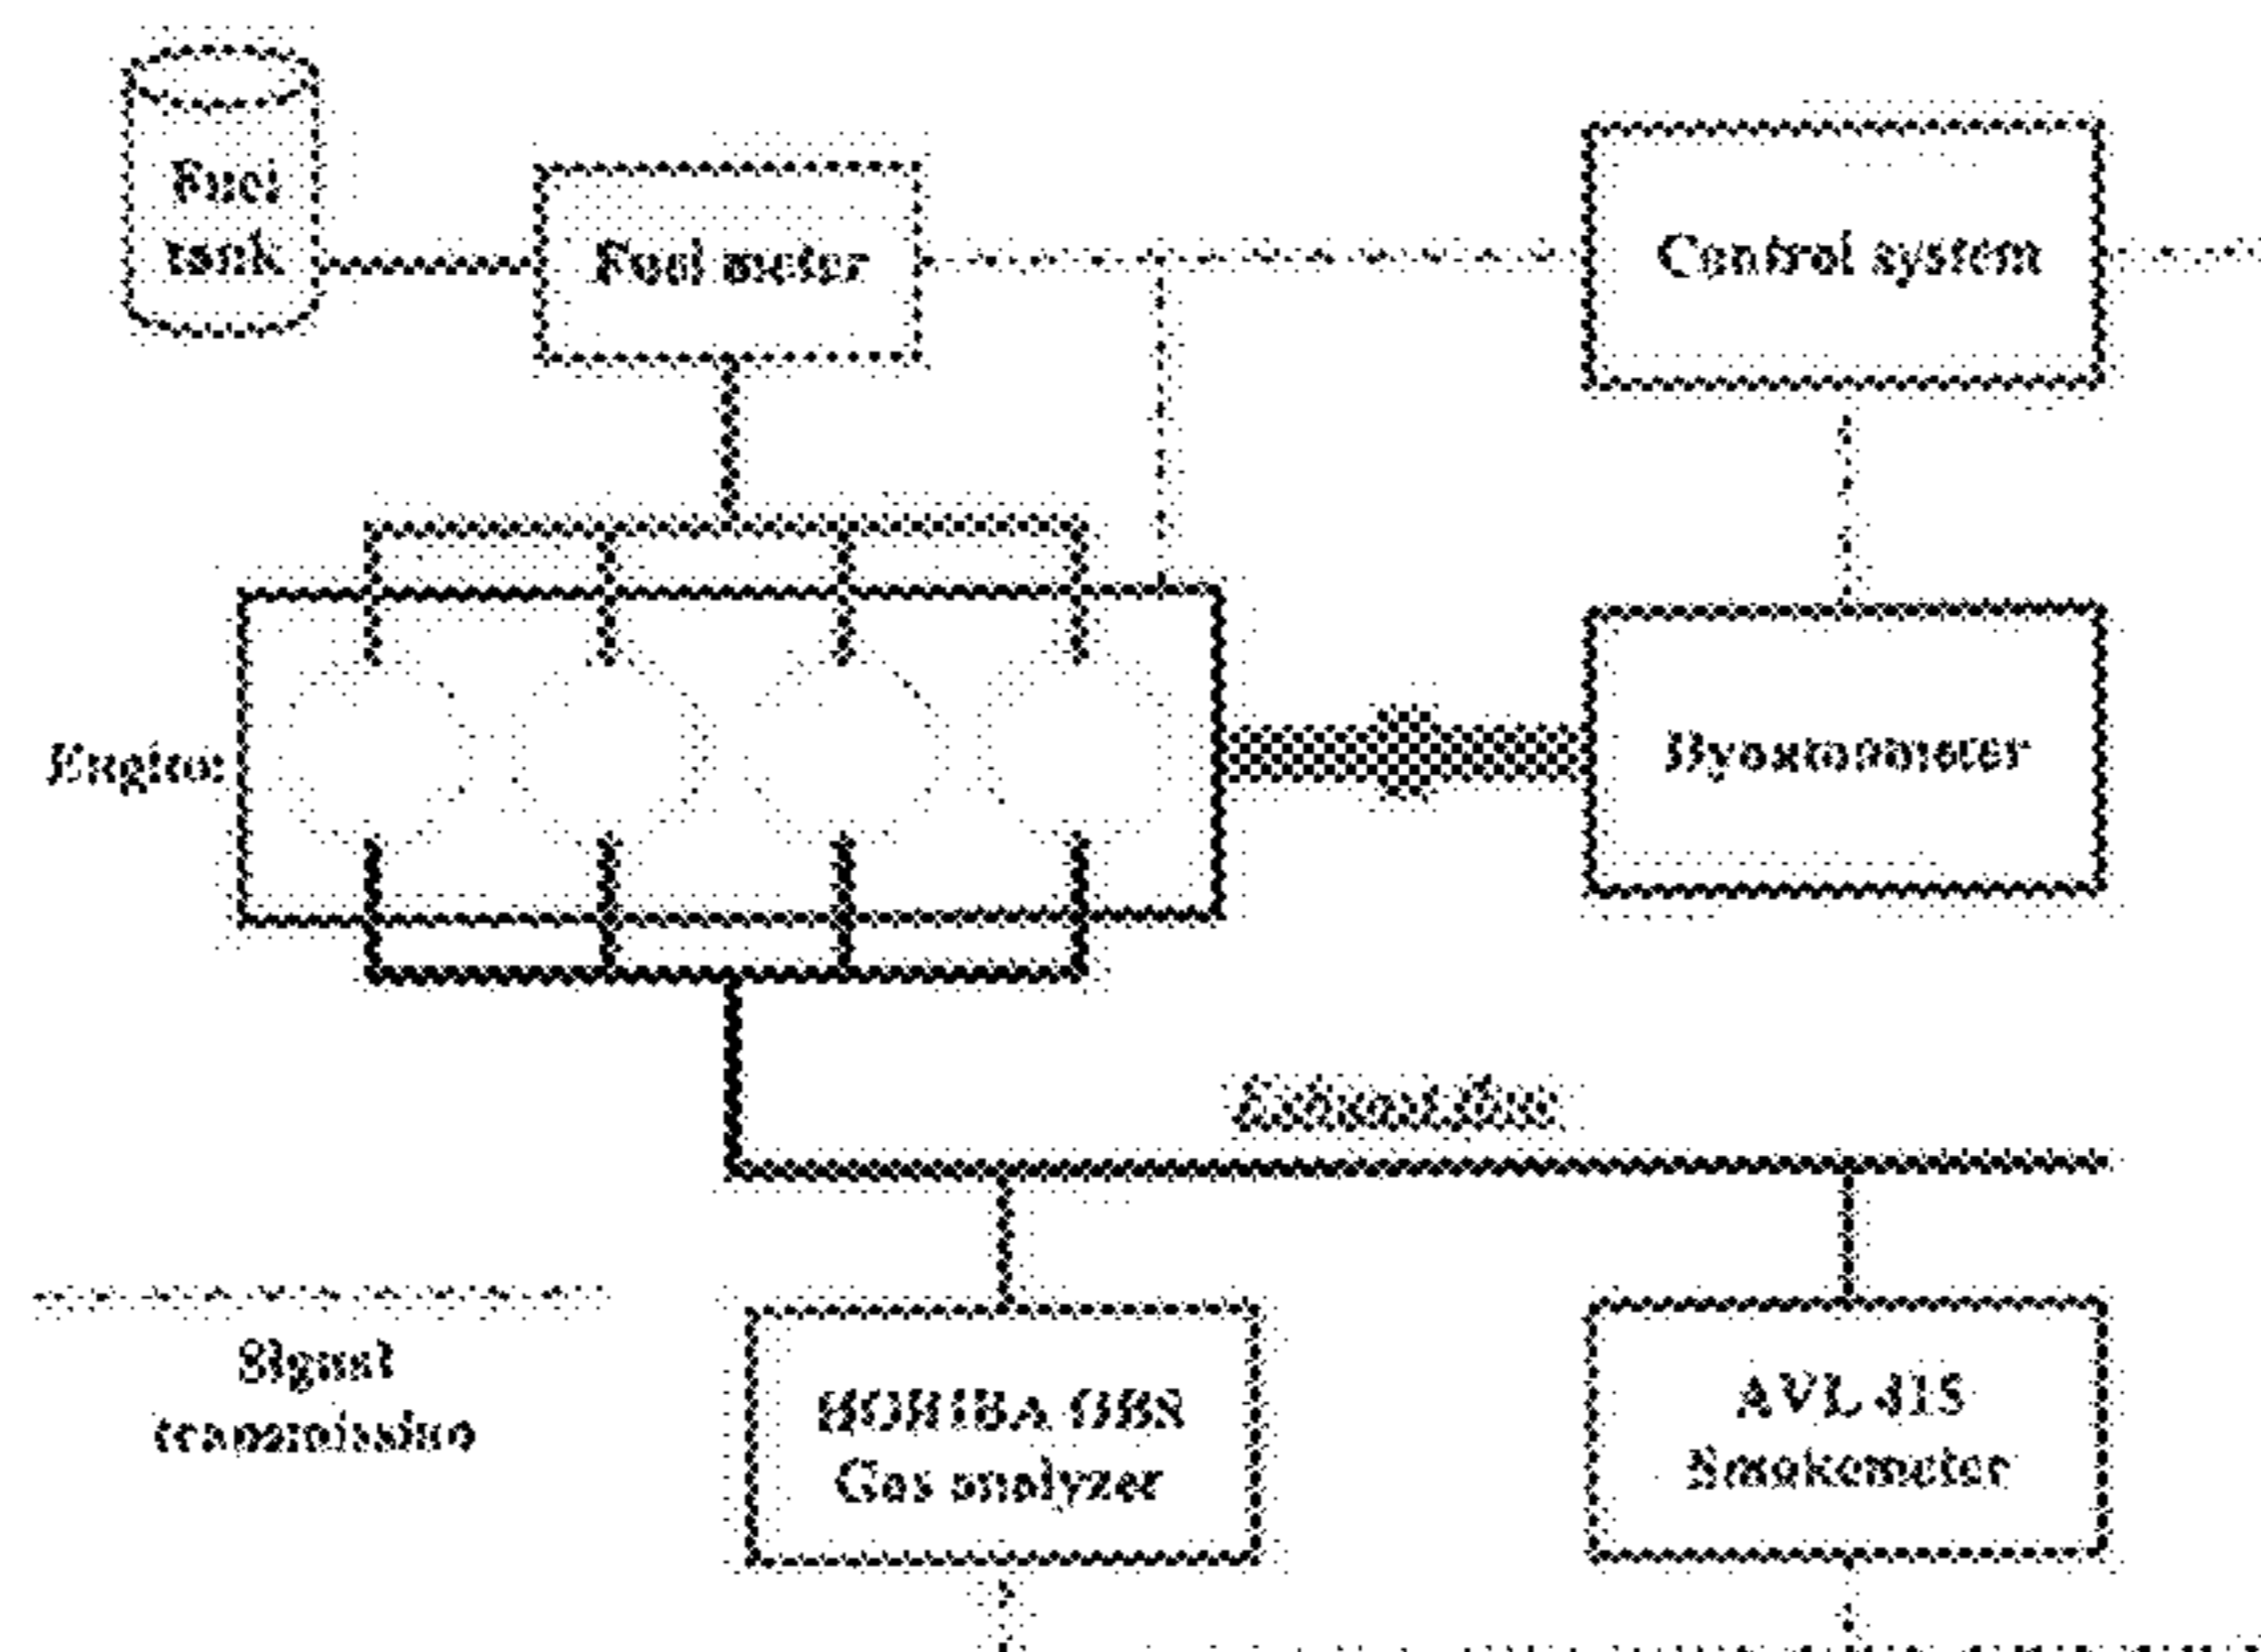 Fuel
tank
Fuel meter
Control system
Engine
Dynamometer
Exhaust flow
HORIBA OBS
Gas analyzer
AVL 415
Smokemeter
Signal
transmission